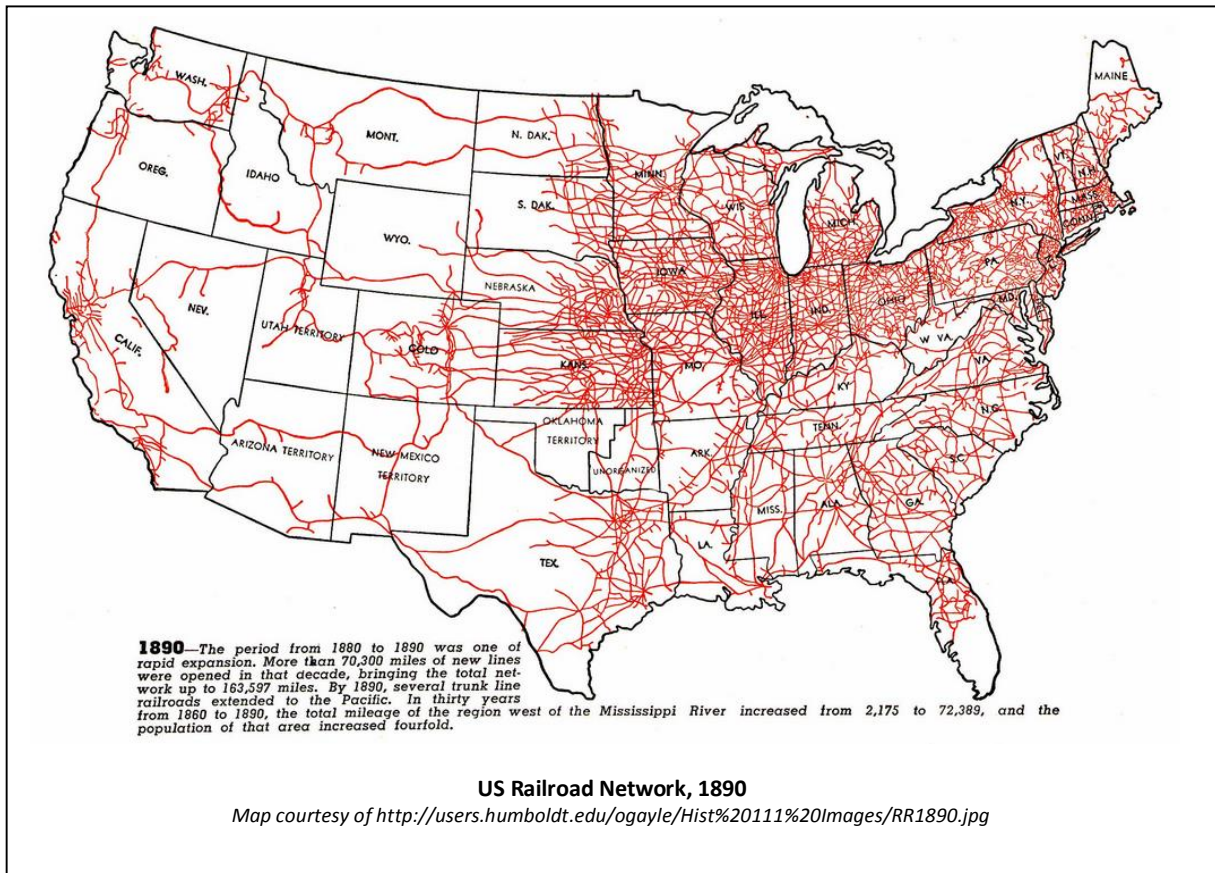 MAINE
WASH.
MONT.
N. DAK.
MINN.
VT.
N.H.
OREG.
IDAHO
S. DAK.
WIS
MICH.
N.Y.
MASS.
CONN.
WYO.
IOWA
PA.
NEBRASKA
NEV.
UTAH TERRITORY
COLO
ILL.
IND.
OHIO
MD.
W VA.
CALIF.
KANS.
MO.
KY
VA.
ARIZONA TERRITORY
NEW MEXICO
TERRITORY
OKLAHOMA
TERRITORY
UNORGANIZED
ARK.
TENN.
N.C.
S.C.
MISS.
ALA.
GA.
TEX.
LA.
FLA.
1890—The period from 1880 to 1890 was one of
rapid expansion. More than 70,300 miles of new lines
were opened in that decade, bringing the total net-
work up to 163,597 miles. By 1890, several trunk line
railroads extended to the Pacific. In thirty years
from 1860 to 1890, the total mileage of the region west of the Mississippi River increased from 2,175 to 72,389, and the
population of that area increased fourfold.
US Railroad Network, 1890
Map courtesy of http://users.humboldt.edu/ogayle/Hist%20111%20Images/RR1890.jpg